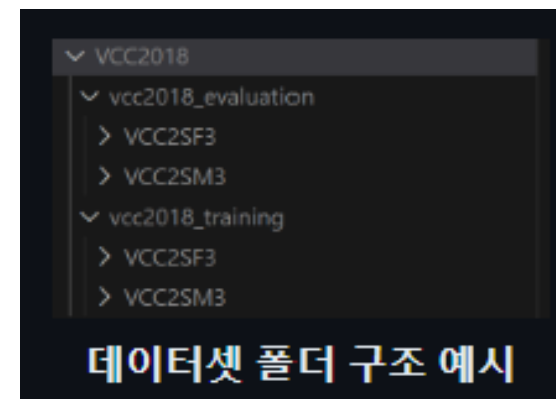 VCC2018
vcc2018_evaluation
VCC2SF3
VCC2SM3
vcc2018_training
VCC2SF3
VCC2SM3
데이터셋 폴더 구조 예시